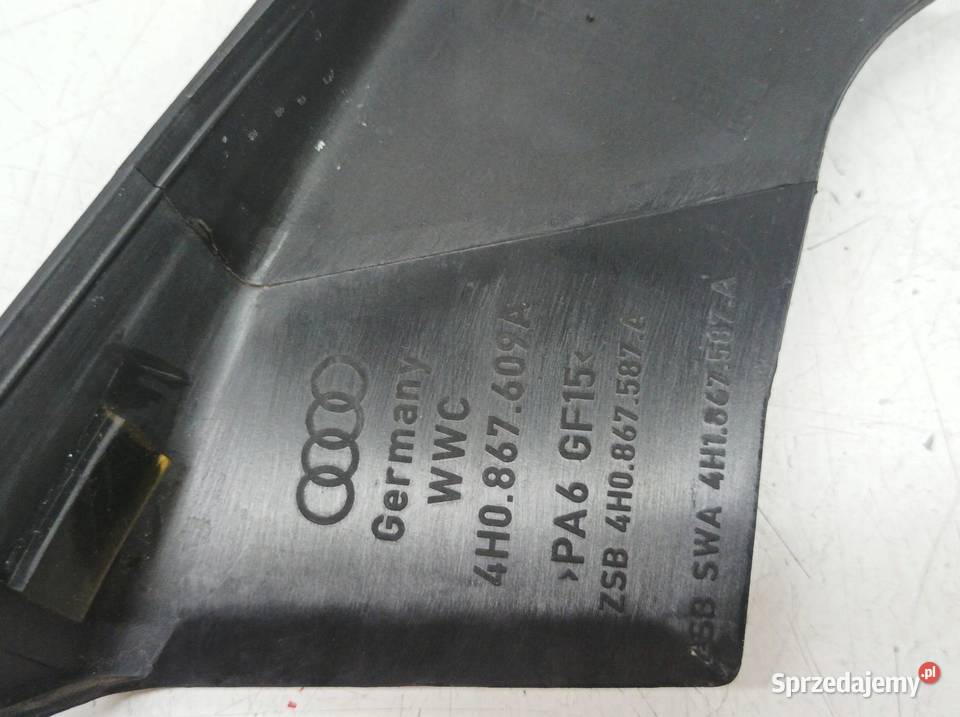 Germany
WWC
4H0.867.609A
>PA6 GF15<
ZSB 4H0.867.587.A
ZSB SWA 4H1.867.587.A
Sprzedajemy.pl